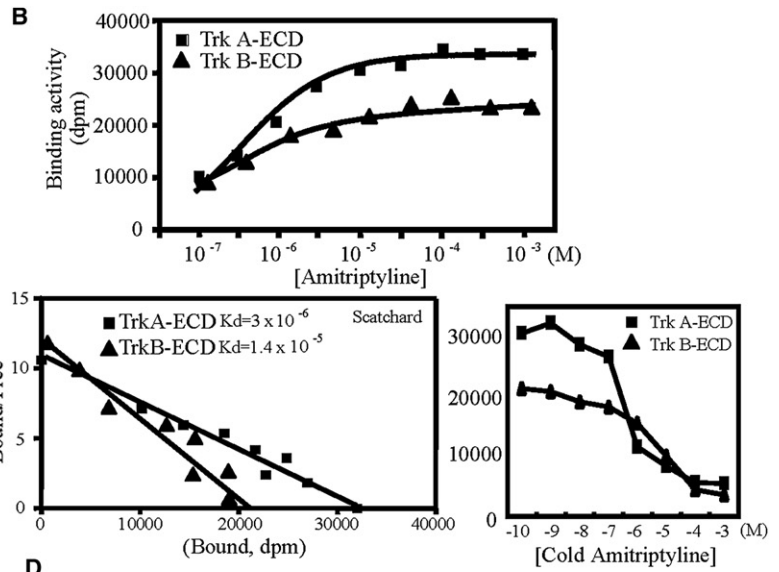 B
Binding activity
(dpm)
40000
30000
20000
10000
0
Trk A-ECD
Trk B-ECD
10 -7
10 -6
10 -5
10 -4
10 -3 (M)
[Amitriptyline]
15
10
5
0
TrkA-ECD Kd=3 x 10 -6
TrkB-ECD Kd=1.4 x 10 -5
Scatchard
0
10000
20000
30000
40000
(Bound, dpm)
30000
20000
10000
0
Trk A-ECD
Trk B-ECD
-10 -9 -8 -7 -6 -5 -4 -3 (M)
[Cold Amitriptyline]
D